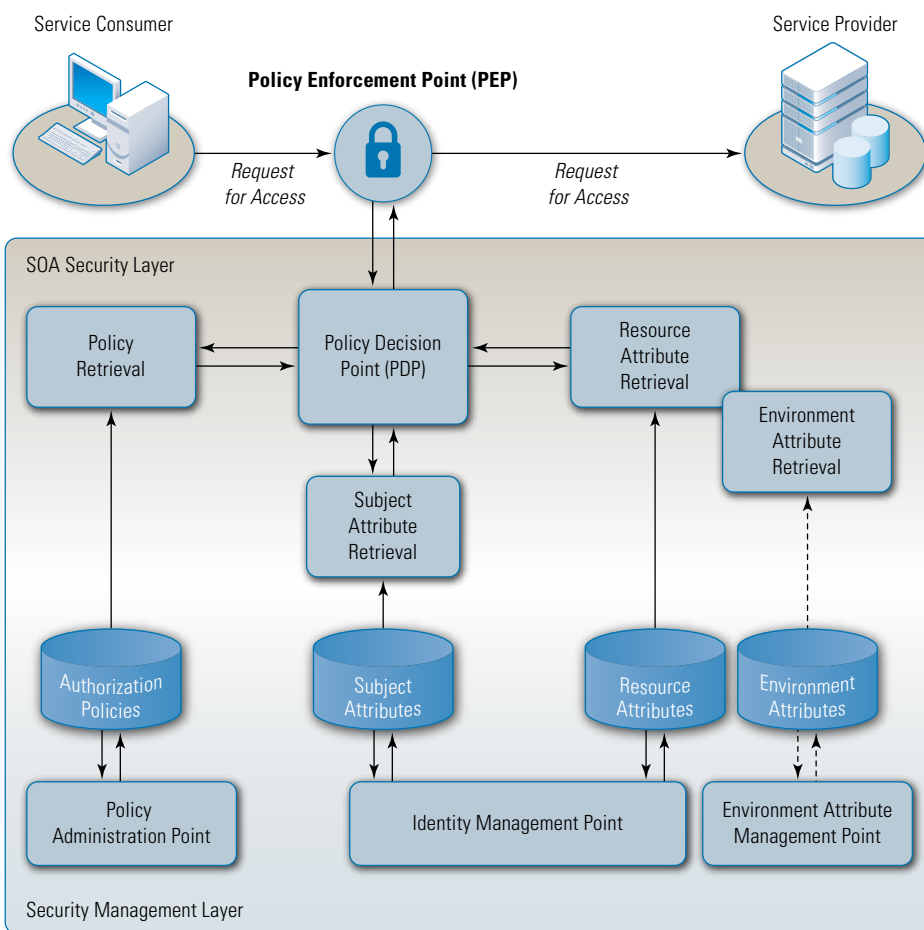 Service Consumer
Service Provider
Policy Enforcement Point (PEP)
Request
for Access
Request
for Access
SOA Security Layer
Policy
Retrieval
Policy Decision
Point (PDP)
Resource
Attribute
Retrieval
Environment
Attribute
Retrieval
Subject
Attribute
Retrieval
Authorization
Policies
Subject
Attributes
Resource
Attributes
Environment
Attributes
Policy
Administration Point
Identity Management Point
Environment Attribute
Management Point
Security Management Layer